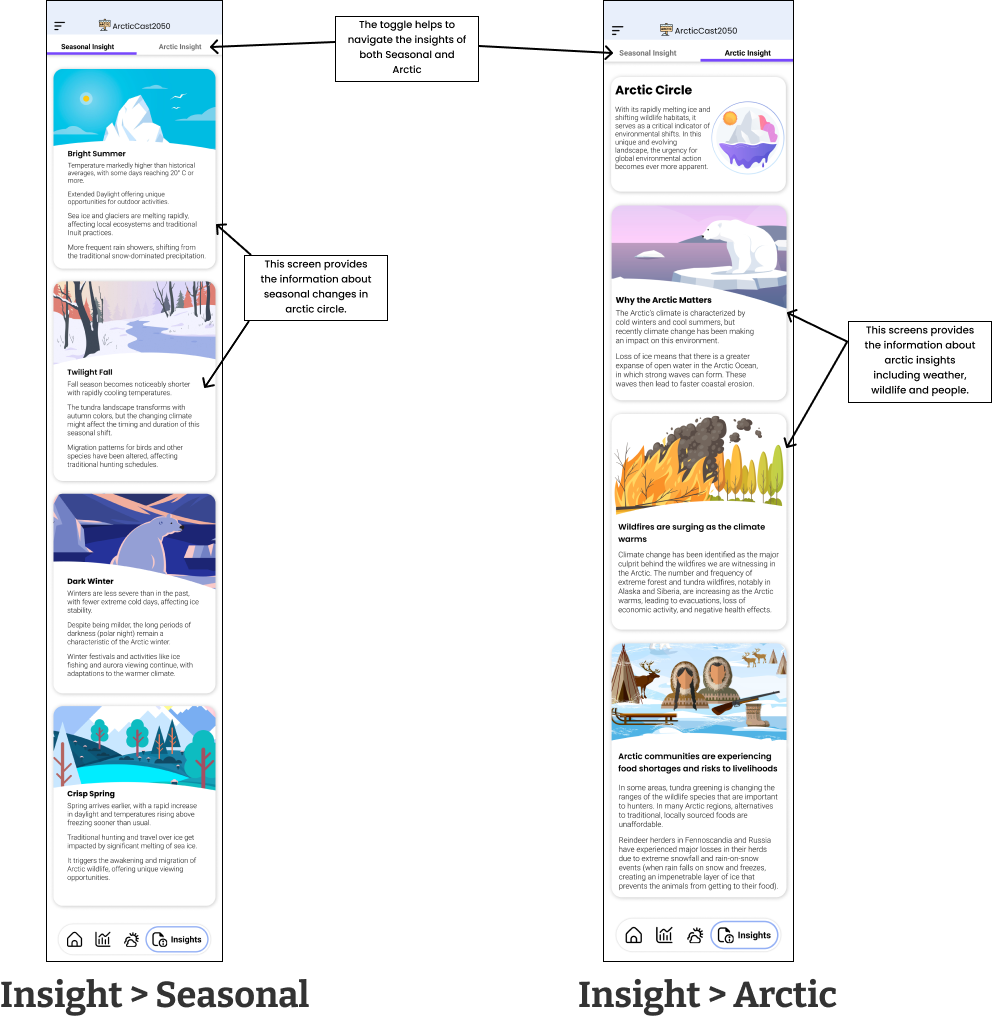 ArcticCast2050
Seasonal Insight
Arctic Insight
Bright Summer
Temperature markedly higher than historical
averages, with some days reaching 20° C or
more.
Extended Daylight offering unique
opportunities for outdoor activities.
Sea ice and glaciers are melting rapidly,
affecting local ecosystems and traditional
Inuit practices.
More frequent rain showers, shifting from
the traditional snow-dominated precipitation.
Twilight Fall
Fall season becomes noticeably shorter
with rapidly cooling temperatures.
The tundra landscape transforms with
autumn colors, but the changing climate
might affect the timing and duration of this
seasonal shift.
Migration patterns for birds and other
species have been altered, affecting
traditional hunting schedules.
Dark Winter
Winters are less severe than in the past,
with fewer extreme cold days, affecting ice
stability.
Despite being milder, the long periods of
darkness (polar night) remain a
characteristic of the Arctic winter.
Winter festivals and activities like ice
fishing and aurora viewing continue, with
adaptations to the warmer climate.
Crisp Spring
Spring arrives earlier, with a rapid increase
in daylight and temperatures rising above
freezing sooner than usual.
Traditional hunting and travel over ice get
impacted by significant melting of sea ice.
It triggers the awakening and migration of
Arctic wildlife, offering unique viewing
opportunities.
Insights
Insight > Seasonal
The toggle helps to
navigate the insights of
both Seasonal and
Arctic
This screen provides
the information about
seasonal changes in
arctic circle.
ArcticCast2050
Seasonal Insight
Arctic Insight
Arctic Circle
With its rapidly melting ice and
shifting wildlife habitats, it
serves as a critical indicator of
environmental shifts. In this
unique and evolving
landscape, the urgency for
global environmental action
becomes ever more apparent.
Why the Arctic Matters
The Arctic's climate is characterized by
cold winters and cool summers, but
recently climate change has been making
an impact on this environment.
Loss of ice means that there is a greater
expanse of open water in the Arctic Ocean,
in which strong waves can form. These
waves then lead to faster coastal erosion.
Wildfires are surging as the climate
warms
Climate change has been identified as the major
culprit behind the wildfires we are witnessing in
the Arctic. The number and frequency of
extreme forest and tundra wildfires, notably in
Alaska and Siberia, are increasing as the Arctic
warms, leading to evacuations, loss of
economic activity, and negative health effects.
Arctic communities are experiencing
food shortages and risks to livelihoods
In some areas, tundra greening is changing the
ranges of the wildlife species that are important
to hunters. In many Arctic regions, alternatives
to traditional, locally sourced foods are
unaffordable.
Reindeer herders in Fennoscandia and Russia
have experienced major losses in their herds
due to extreme snowfall and rain-on-snow
events (when rain falls on snow and freezes,
creating an impenetrable layer of ice that
prevents the animals from getting to their food).
Insights
Insight > Arctic
This screens provides
the information about
arctic insights
including weather,
wildlife and people.